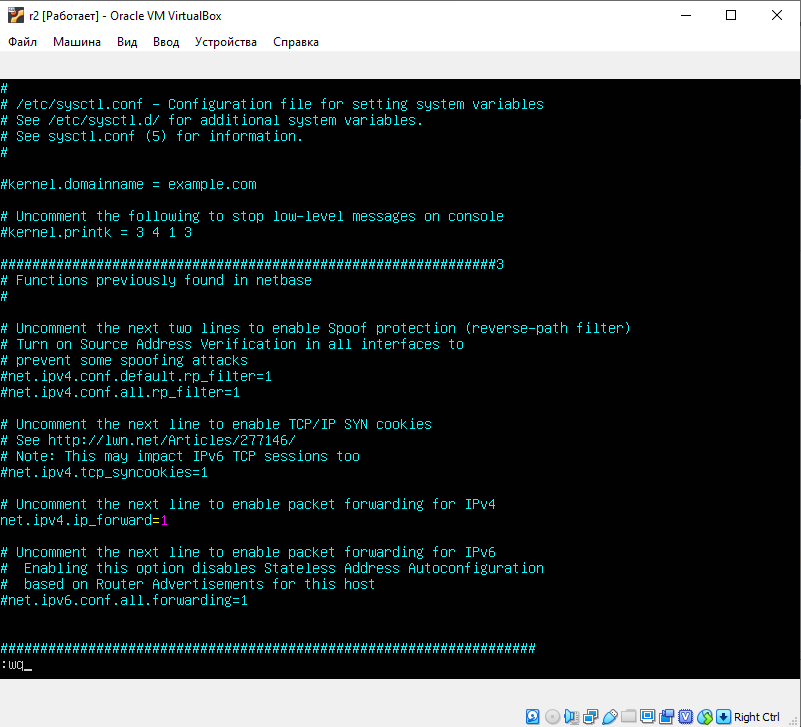 r2 [Работает] - Oracle VM VirtualBox
Файл Машина Вид Ввод Устройства Справка
#
# /etc/sysctl.conf - Configuration file for setting system variables
# See /etc/sysctl.d/ for additional system variables.
# See sysctl.conf (5) for information.
#
#kernel.domainname = example.com
# Uncomment the following to stop low-level messages on console
#kernel.printk = 3 4 1 3
##############################################################3
# Functions previously found in netbase
#
# Uncomment the next two lines to enable Spoof protection (reverse-path filter)
# Turn on Source Address Verification in all interfaces to
# prevent some spoofing attacks
#net.ipv4.conf.default.rp_filter=1
#net.ipv4.conf.all.rp_filter=1
# Uncomment the next line to enable TCP/IP SYN cookies
# See http://lwn.net/Articles/277146/
# Note: This may impact IPv6 TCP sessions too
#net.ipv4.tcp_syncookies=1
# Uncomment the next line to enable packet forwarding for IPv4
net.ipv4.ip_forward=1
# Uncomment the next line to enable packet forwarding for IPv6
#  Enabling this option disables Stateless Address Autoconfiguration
#  based on Router Advertisements for this host
#net.ipv6.conf.all.forwarding=1
###################################################################
:wq_
Right Ctrl